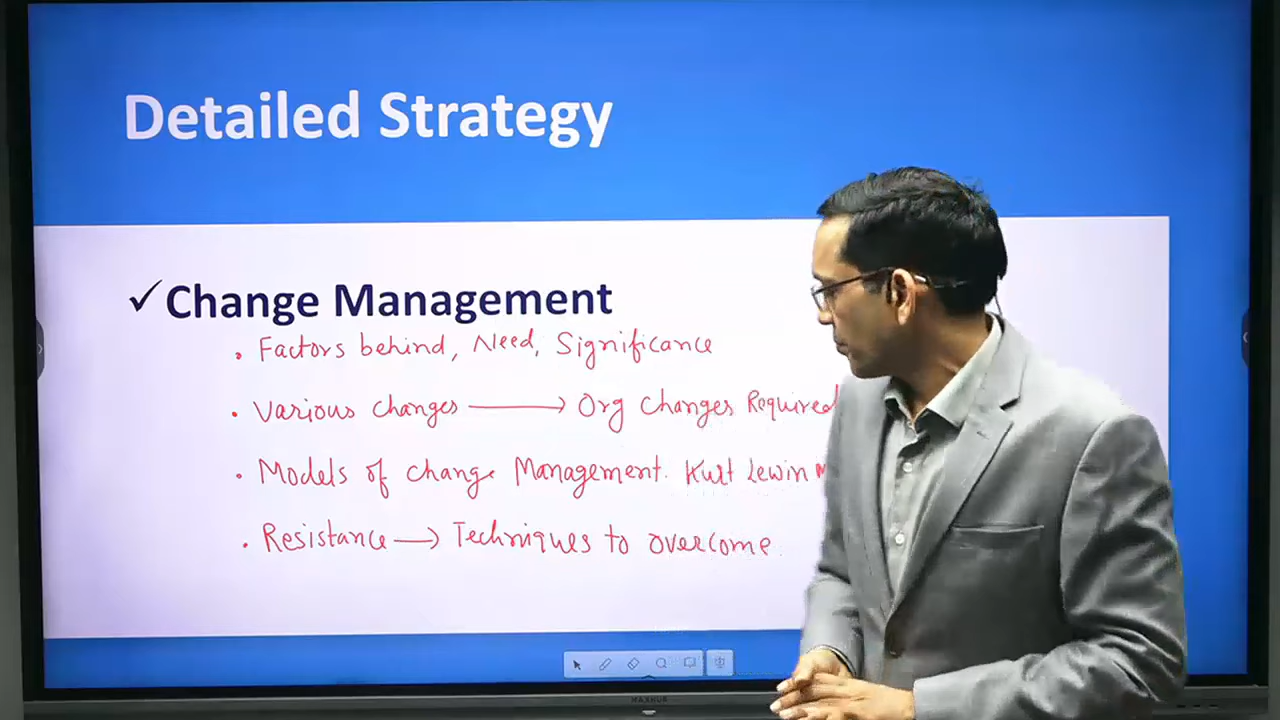 Detailed Strategy
✓Change Management
• Factors behind, Need, Significance
• Various changes ⟶ Org Changes Required
• Models of Change Management. Kurt Lewin
• Resistance → Techniques to overcome
MAXHUB